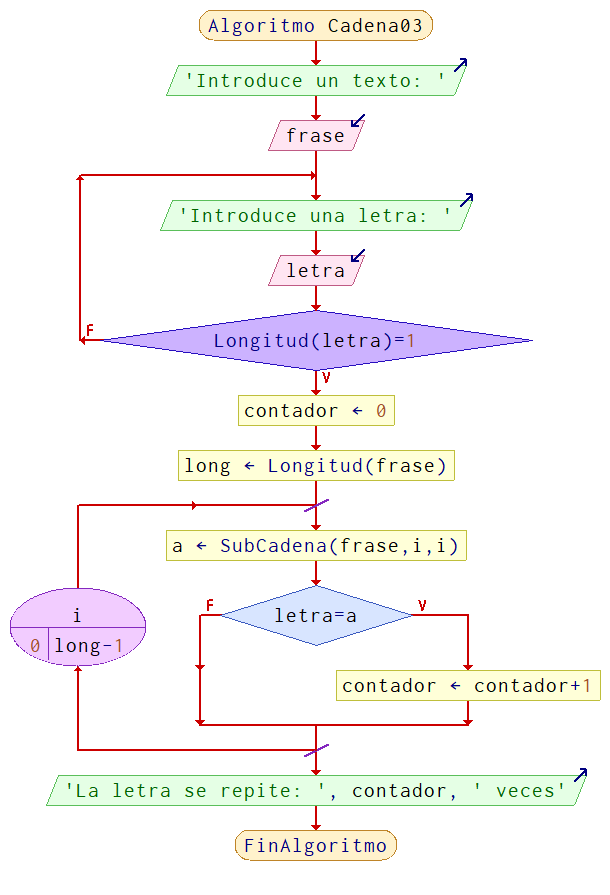 Algoritmo Cadena03
'Introduce un texto: '
frase
'Introduce una letra: '
letra
F
Longitud(letra)=1
V
contador ← 0
long ← Longitud(frase)
a ← SubCadena(frase,i,i)
F
V
letra=a
i
0
long-1
contador ← contador+1
'La letra se repite: ', contador, ' veces'
FinAlgoritmo